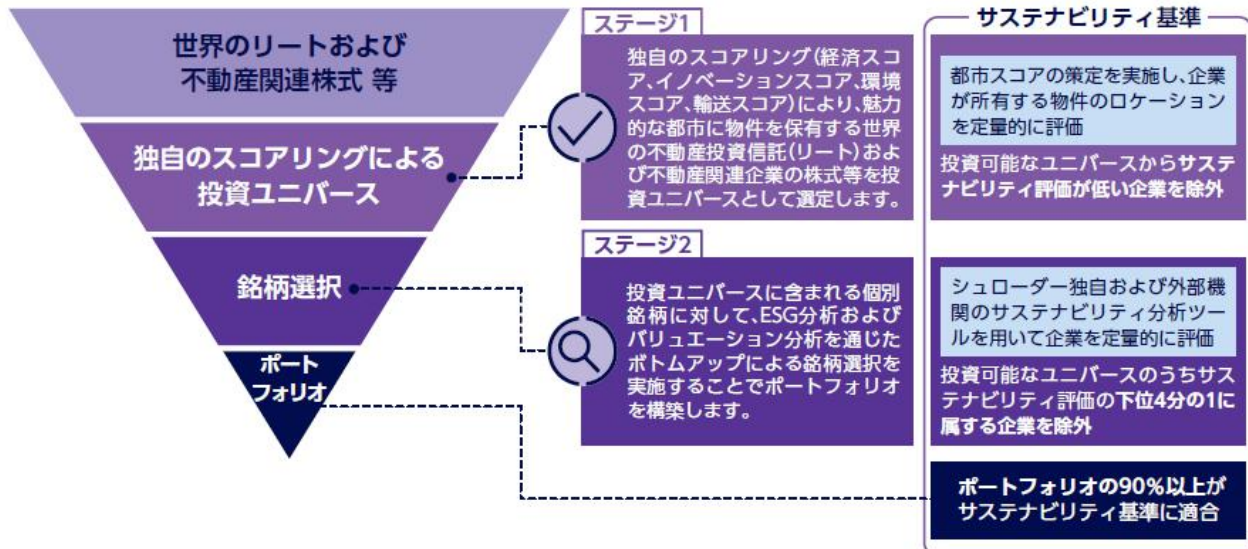 世界のリートおよび
不動産関連株式 等
独自のスコアリングによる
投資ユニバース
銘柄選択
ポート
フォリオ
ステージ1
独自のスコアリング(経済スコ
ア、イノベーションスコア、環境
スコア、輸送スコア)により、魅力
的な都市に物件を保有する世界
の不動産投資信託(リート)およ
び不動産関連企業の株式等を投
資ユニバースとして選定します。
ステージ2
投資ユニバースに含まれる個別
銘柄に対して、ESG分析および
バリュエーション分析を通じた
ボトムアップによる銘柄選択を
実施することでポートフォリオ
を構築します。
サステナビリティ基準
都市スコアの策定を実施し、企業
が所有する物件のロケーション
を定量的に評価
投資可能なユニバースからサステ
ナビリティ評価が低い企業を除外
シュローダー独自および外部機
関のサステナビリティ分析ツー
ルを用いて企業を定量的に評価
投資可能なユニバースのうちサス
テナビリティ評価の下位4分の1に
属する企業を除外
ポートフォリオの90%以上が
サステナビリティ基準に適合